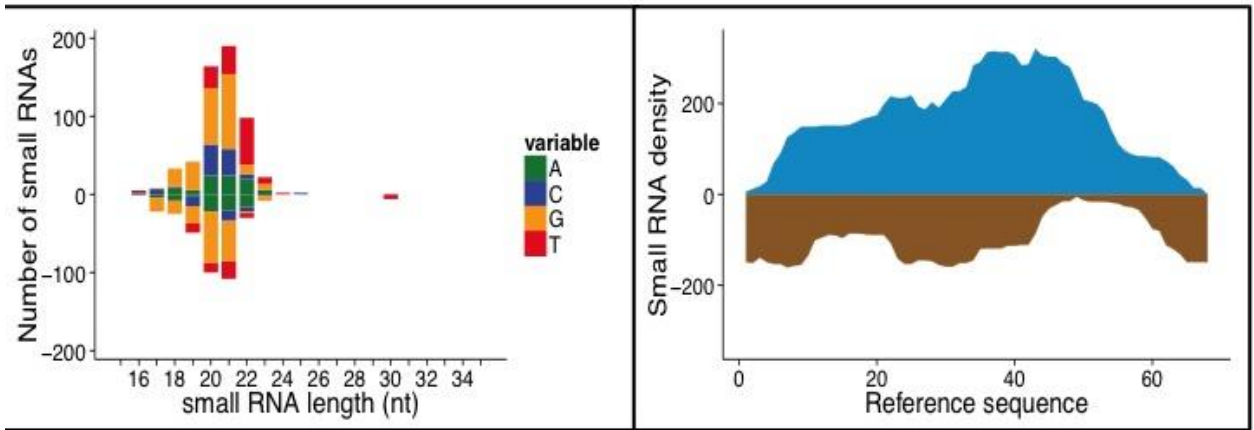 Number of small RNAs
200
100
0
−100
−200
16 18 20 22 24 26 28 30 32 34
small RNA length (nt)
variable
A
C
G
T
Small RNA density
200
0
−200
0 20 40 60
Reference sequence